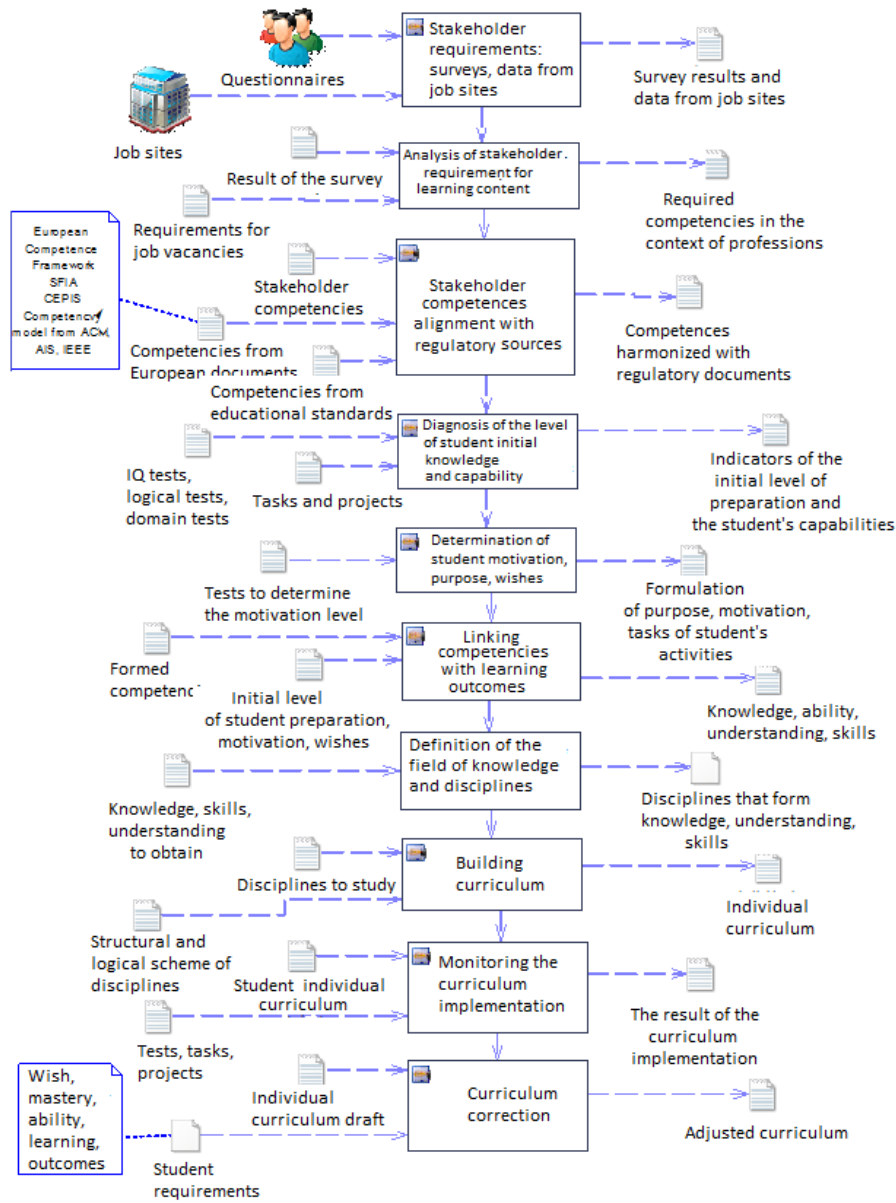 Questionnaires
Stakeholder
requirements:
surveys, data from
job sites
Survey results and
data from job sites
Job sites
Result of the survey
Analysis of stakeholder.
requirement for
learning content
Required
competencies in the
context of professions
Requirements for
job vacancies
European
Competence
Framework
SFIA
CEPIS
Competency
model from ACM,
AIS, IEEE
Stakeholder
competencies
Stakeholder
competences
alignment with
regulatory sources
Competences
harmonized with
regulatory documents
Competencies from
European documents
Competencies from
educational standards
Diagnosis of the level
of student initial
knowledge
and capability
Indicators of the
initial level of
preparation and
the student's capabilities
IQ tests,
logical tests,
domain tests
Tasks and projects
Determination of
student motivation,
purpose, wishes
Formulation
of purpose, motivation,
tasks of student's
activities
Tests to determine
the motivation level
Linking
competencies
with learning
outcomes
Formed
Initial level
of student preparation,
motivation, wishes
Knowledge, ability,
understanding, skills
Definition of the
field of knowledge
and disciplines
Disciplines that form
knowledge, understanding,
skills
Knowledge, skills,
understanding
to obtain
Building
curriculum
Disciplines to study
Individual
curriculum
Structural and
logical scheme of
disciplines
Monitoring the
curriculum
implementation
Student individual
curriculum
The result of the
curriculum
implementation
Tests, tasks,
projects
Wish,
mastery,
ability,
learning,
outcomes
Individual
curriculum draft
Curriculum
correction
Adjusted curriculum
Student
requirements